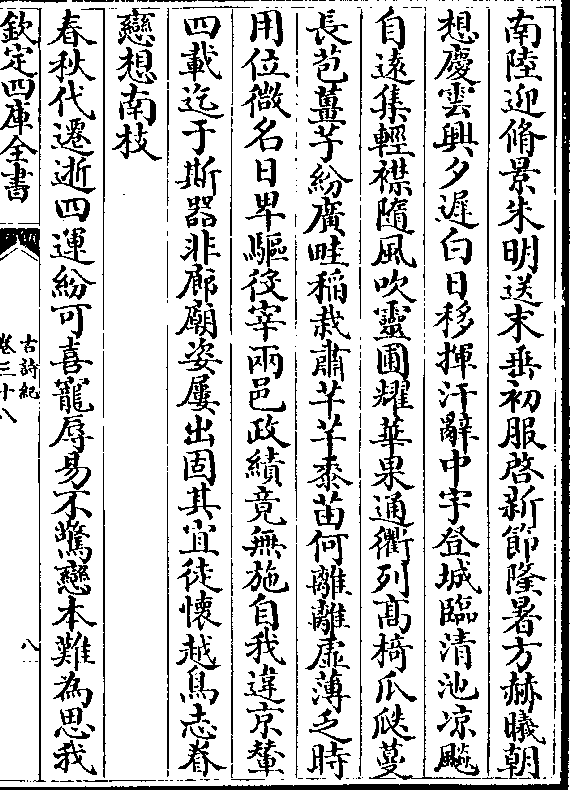 南陸迎脩景朱明送末垂初服啓新節隆暑方赫曦朝
想慶雲興夕遲白日移揮汗辭中宇登城臨清池凉飈
自遠集輕襟隨風吹靈圃耀華果通衢列髙椅瓜瓞蔓
長苞薑芋紛廣畦稲栽肅芊芊黍苗何離離虛薄乏時
用位微名日卑驅役宰兩邑政績竟無施自我違京輦
四載迄于斯器非廊廟姿屢出固其宜徒懷越鳥志眷
戀想南枝
春秋代遷逝四運紛可喜寵辱易不驚戀本難為思我
欽定四庫全書
古詩紀
卷三十八
八